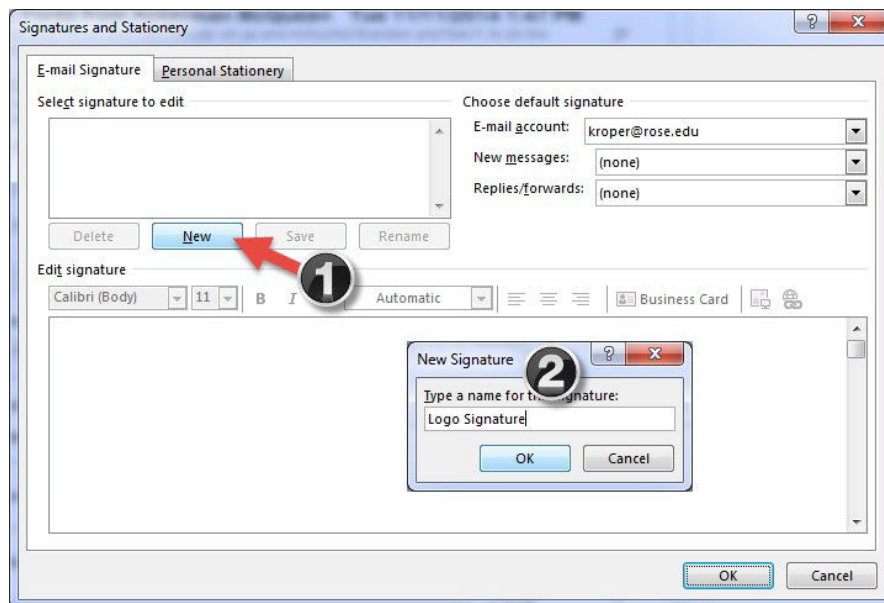 Signatures and Stationery
E-mail Signature Personal Stationery
Select signature to edit
Choose default signature
E-mail account: kroper@rose.edu
New messages: (none)
Replies/forwards: (none)
Delete New Save Rename
1
Edit signature
Calibri (Body) 11 B I Automatic Business Card
New Signature
2
Type a name for
Logo Signature
OK Cancel
OK Cancel